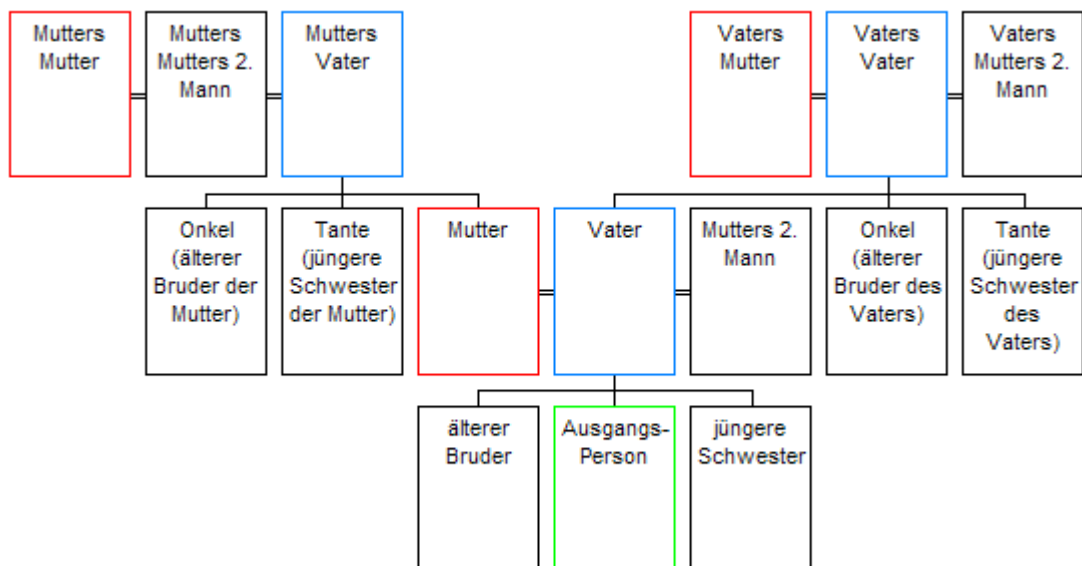 Mutters
Mutter
Mutters
Mutters 2.
Mann
Mutters
Vater
Vaters
Mutter
Vaters
Vater
Vaters
Mutters 2.
Mann
Onkel
(älterer
Bruder der
Mutter)
Tante
(jüngere
Schwester
der Mutter)
Mutter
Vater
Mutters 2.
Mann
Onkel
(älterer
Bruder des
Vaters)
Tante
(jüngere
Schwester
des
Vaters)
älterer
Bruder
Ausgangs-
Person
jüngere
Schwester